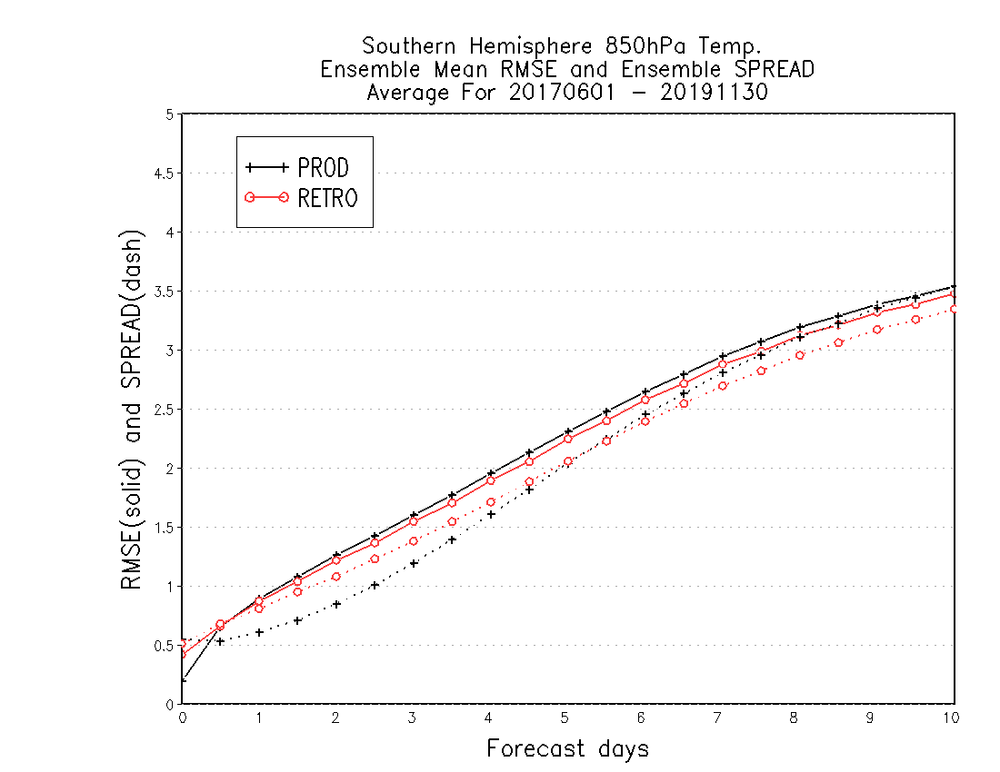 Southern Hemisphere 850hPa Temp.
Ensemble Mean RMSE and Ensemble SPREAD
Average For 20170601 - 20191130
PROD
RETRO
RMSE(solid) and SPREAD(dash)
5
4.5
4
3.5
3
2.5
2
1.5
1
0.5
0
0 1 2 3 4 5 6 7 8 9 10
Forecast days